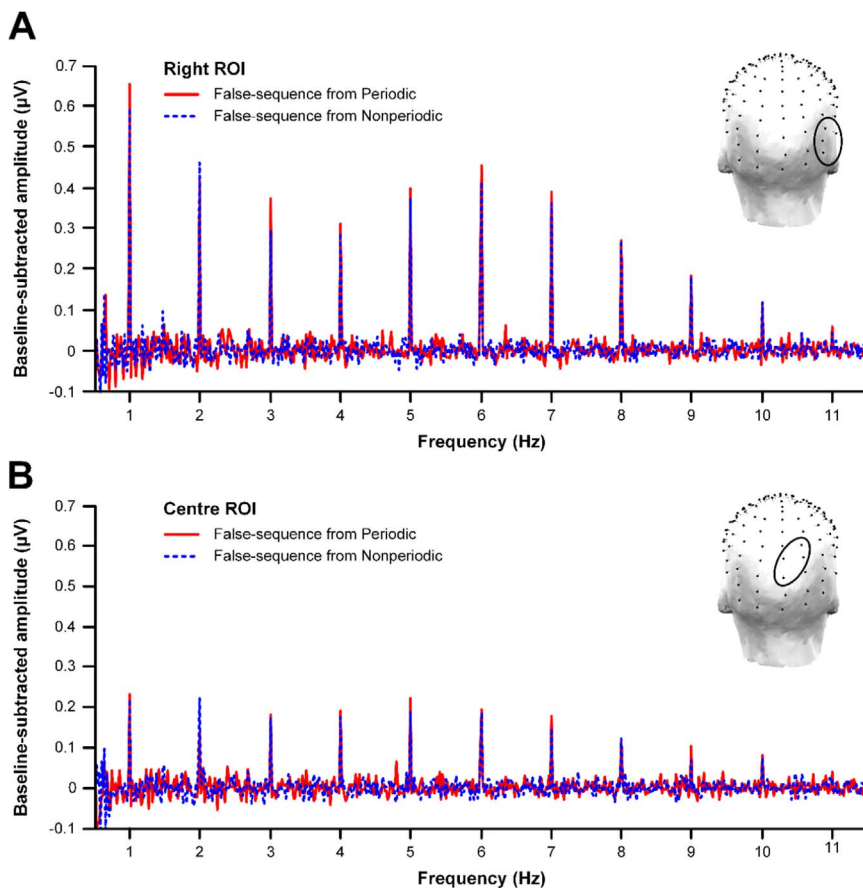 A
Right ROI
False-sequence from Periodic
False-sequence from Nonperiodic
Baseline-subtracted amplitude (µV)
0.7
0.6
0.5
0.4
0.3
0.2
0.1
0
-0.1
1 2 3 4 5 6 7 8 9 10 11
Frequency (Hz)
B
Centre ROI
False-sequence from Periodic
False-sequence from Nonperiodic
Baseline-subtracted amplitude (µV)
0.7
0.6
0.5
0.4
0.3
0.2
0.1
0
-0.1
1 2 3 4 5 6 7 8 9 10 11
Frequency (Hz)